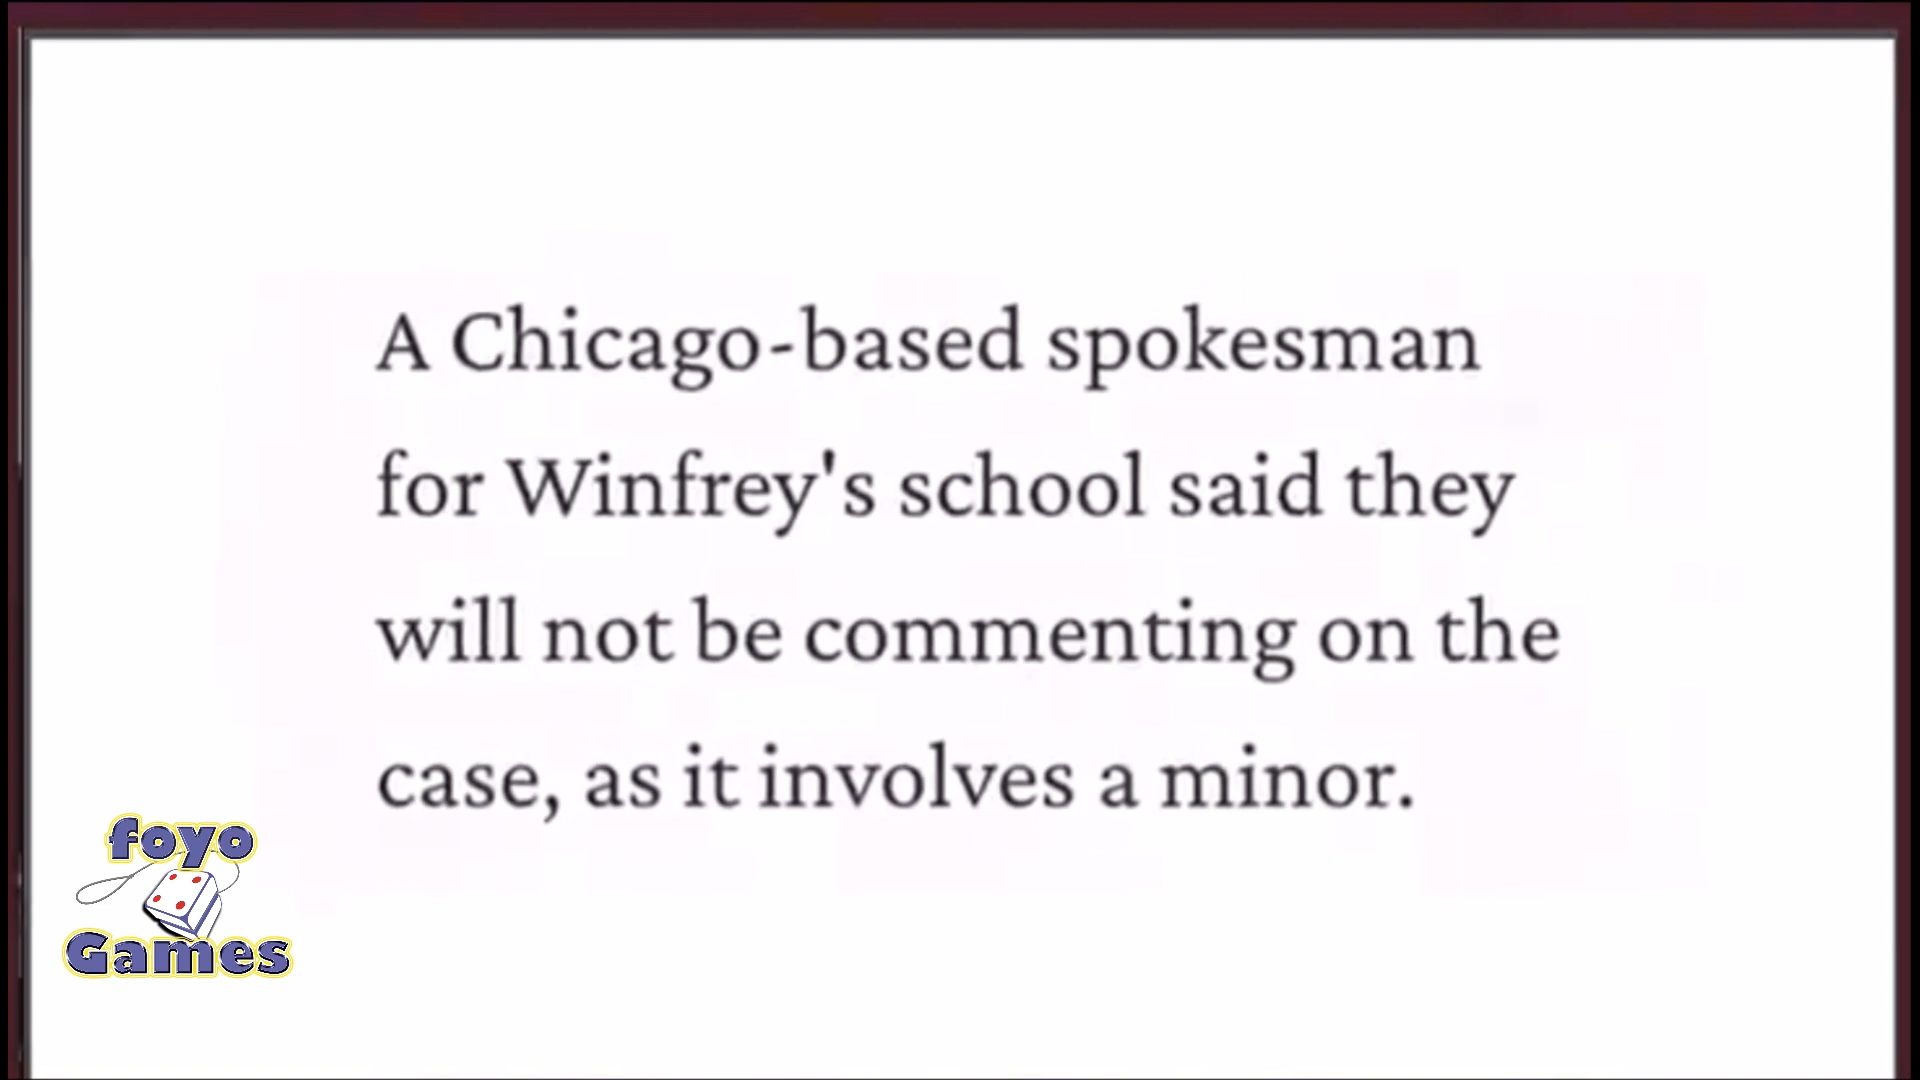 A Chicago-based spokesman
for Winfrey's school said they
will not be commenting on the
case, as it involves a minor.
foyo
Games